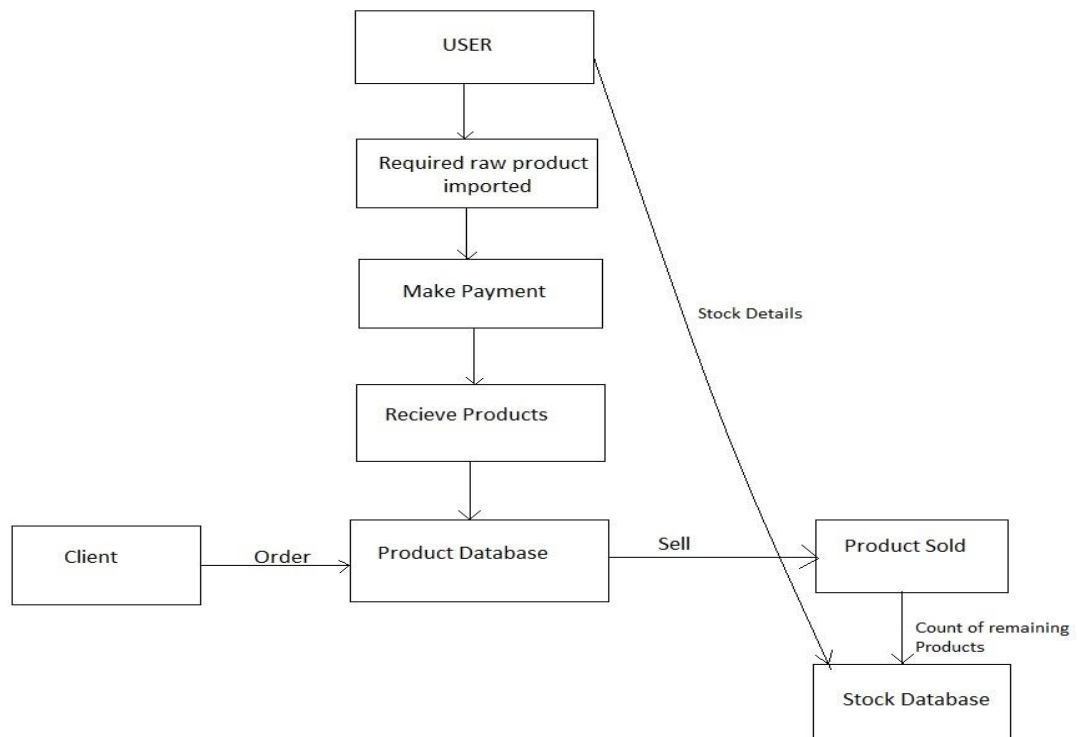 USER
Required raw product
imported
Make Payment
Stock Details
Recieve Products
Client
Order
Product Database
Sell
Product Sold
Count of remaining
Products
Stock Database